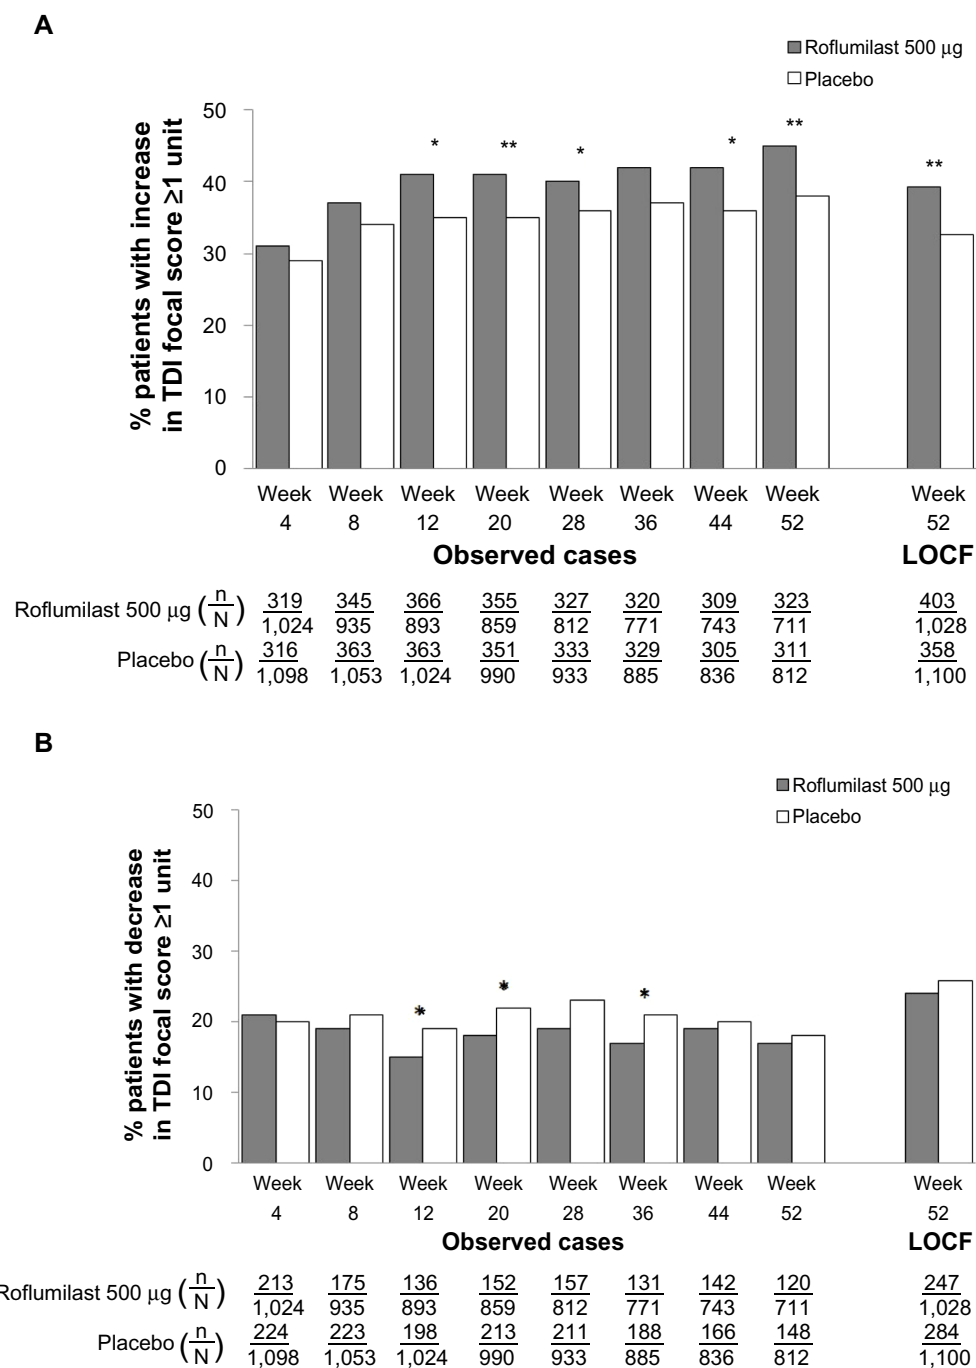 A
Roflumilast 500 µg
Placebo
% patients with increase
in TDI focal score ≥1 unit
50
40
30
20
10
0
* ** * * ** **
Week Week Week Week Week Week Week Week Week
4 8 12 20 28 36 44 52 52
Observed cases LOCF
Roflumilast 500 µg (n/N) 319/1,024 345/935 366/893 355/859 327/812 320/771 309/743 323/711 403/1,028
Placebo (n/N) 316/1,098 363/1,053 363/1,024 351/990 333/933 329/885 305/836 311/812 358/1,100
B
Roflumilast 500 µg
Placebo
% patients with decrease
in TDI focal score ≥1 unit
50
40
30
20
10
0
* * *
Week Week Week Week Week Week Week Week Week
4 8 12 20 28 36 44 52 52
Observed cases LOCF
Roflumilast 500 µg (n/N) 213/1,024 175/935 136/893 152/859 157/812 131/771 142/743 120/711 247/1,028
Placebo (n/N) 224/1,098 223/1,053 198/1,024 213/990 211/933 188/885 166/836 148/812 284/1,100